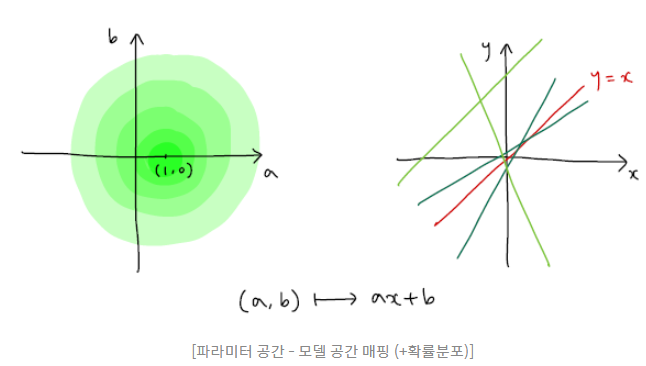 b
(1,0)
a
y
y=x
x
(a,b) ⟼ ax+b
[파라미터 공간 - 모델 공간 매핑 (+확률분포)]